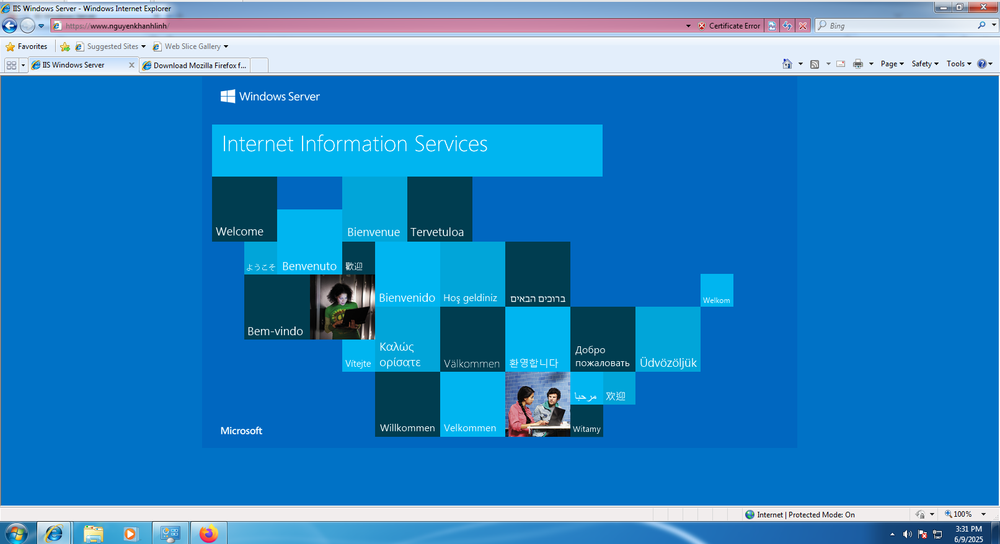 IIS Windows Server - Windows Internet Explorer
https://www.nguyenkhanhlinh/
Certificate Error
Bing
Favorites
Suggested Sites
Web Slice Gallery
IIS Windows Server
Download Mozilla Firefox f...
Page
Safety
Tools
Windows Server
Internet Information Services
Welcome
Bienvenue
Tervetuloa
ようこそ
Benvenuto
歡迎
Bienvenido
Hoş geldiniz
ברוכים הבאים
Welkom
Bem-vindo
Vítejte
Καλώς
ορίσατε
Välkommen
환영합니다
Добро
пожаловать
Üdvözöljük
مرحبا
欢迎
Willkommen
Velkommen
Witamy
Microsoft
Internet | Protected Mode: On
100%
3:31 PM
6/9/2025